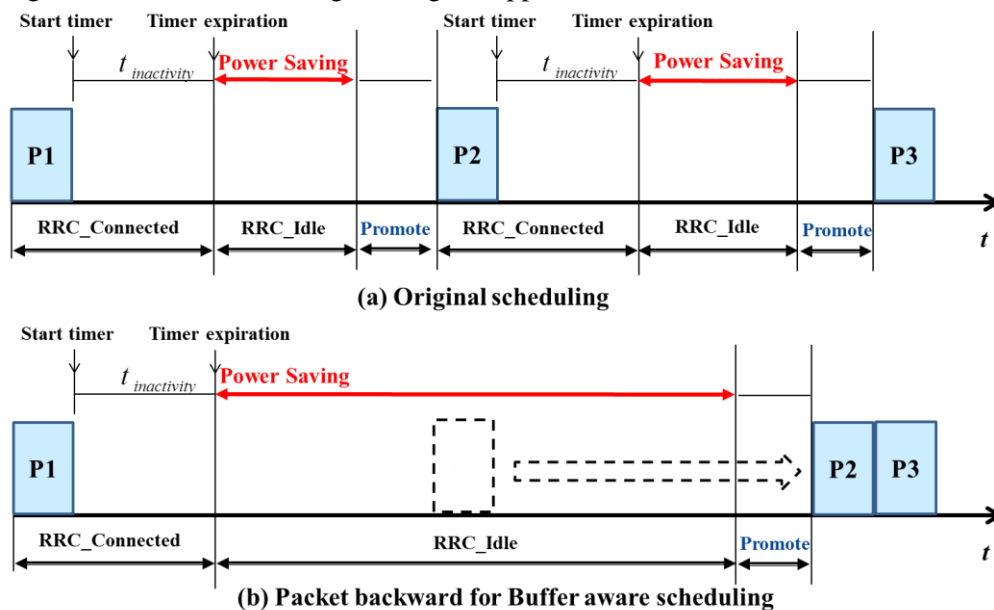 Start timer Timer expiration Start timer Timer expiration
t inactivity Power Saving t inactivity Power Saving
P1 P2 P3
RRC_Connected RRC_Idle Promote RRC_Connected RRC_Idle Promote
t
(a) Original scheduling
Start timer Timer expiration
t inactivity Power Saving
P1 P2 P3
RRC_Connected RRC_Idle Promote t
(b) Packet backward for Buffer aware scheduling